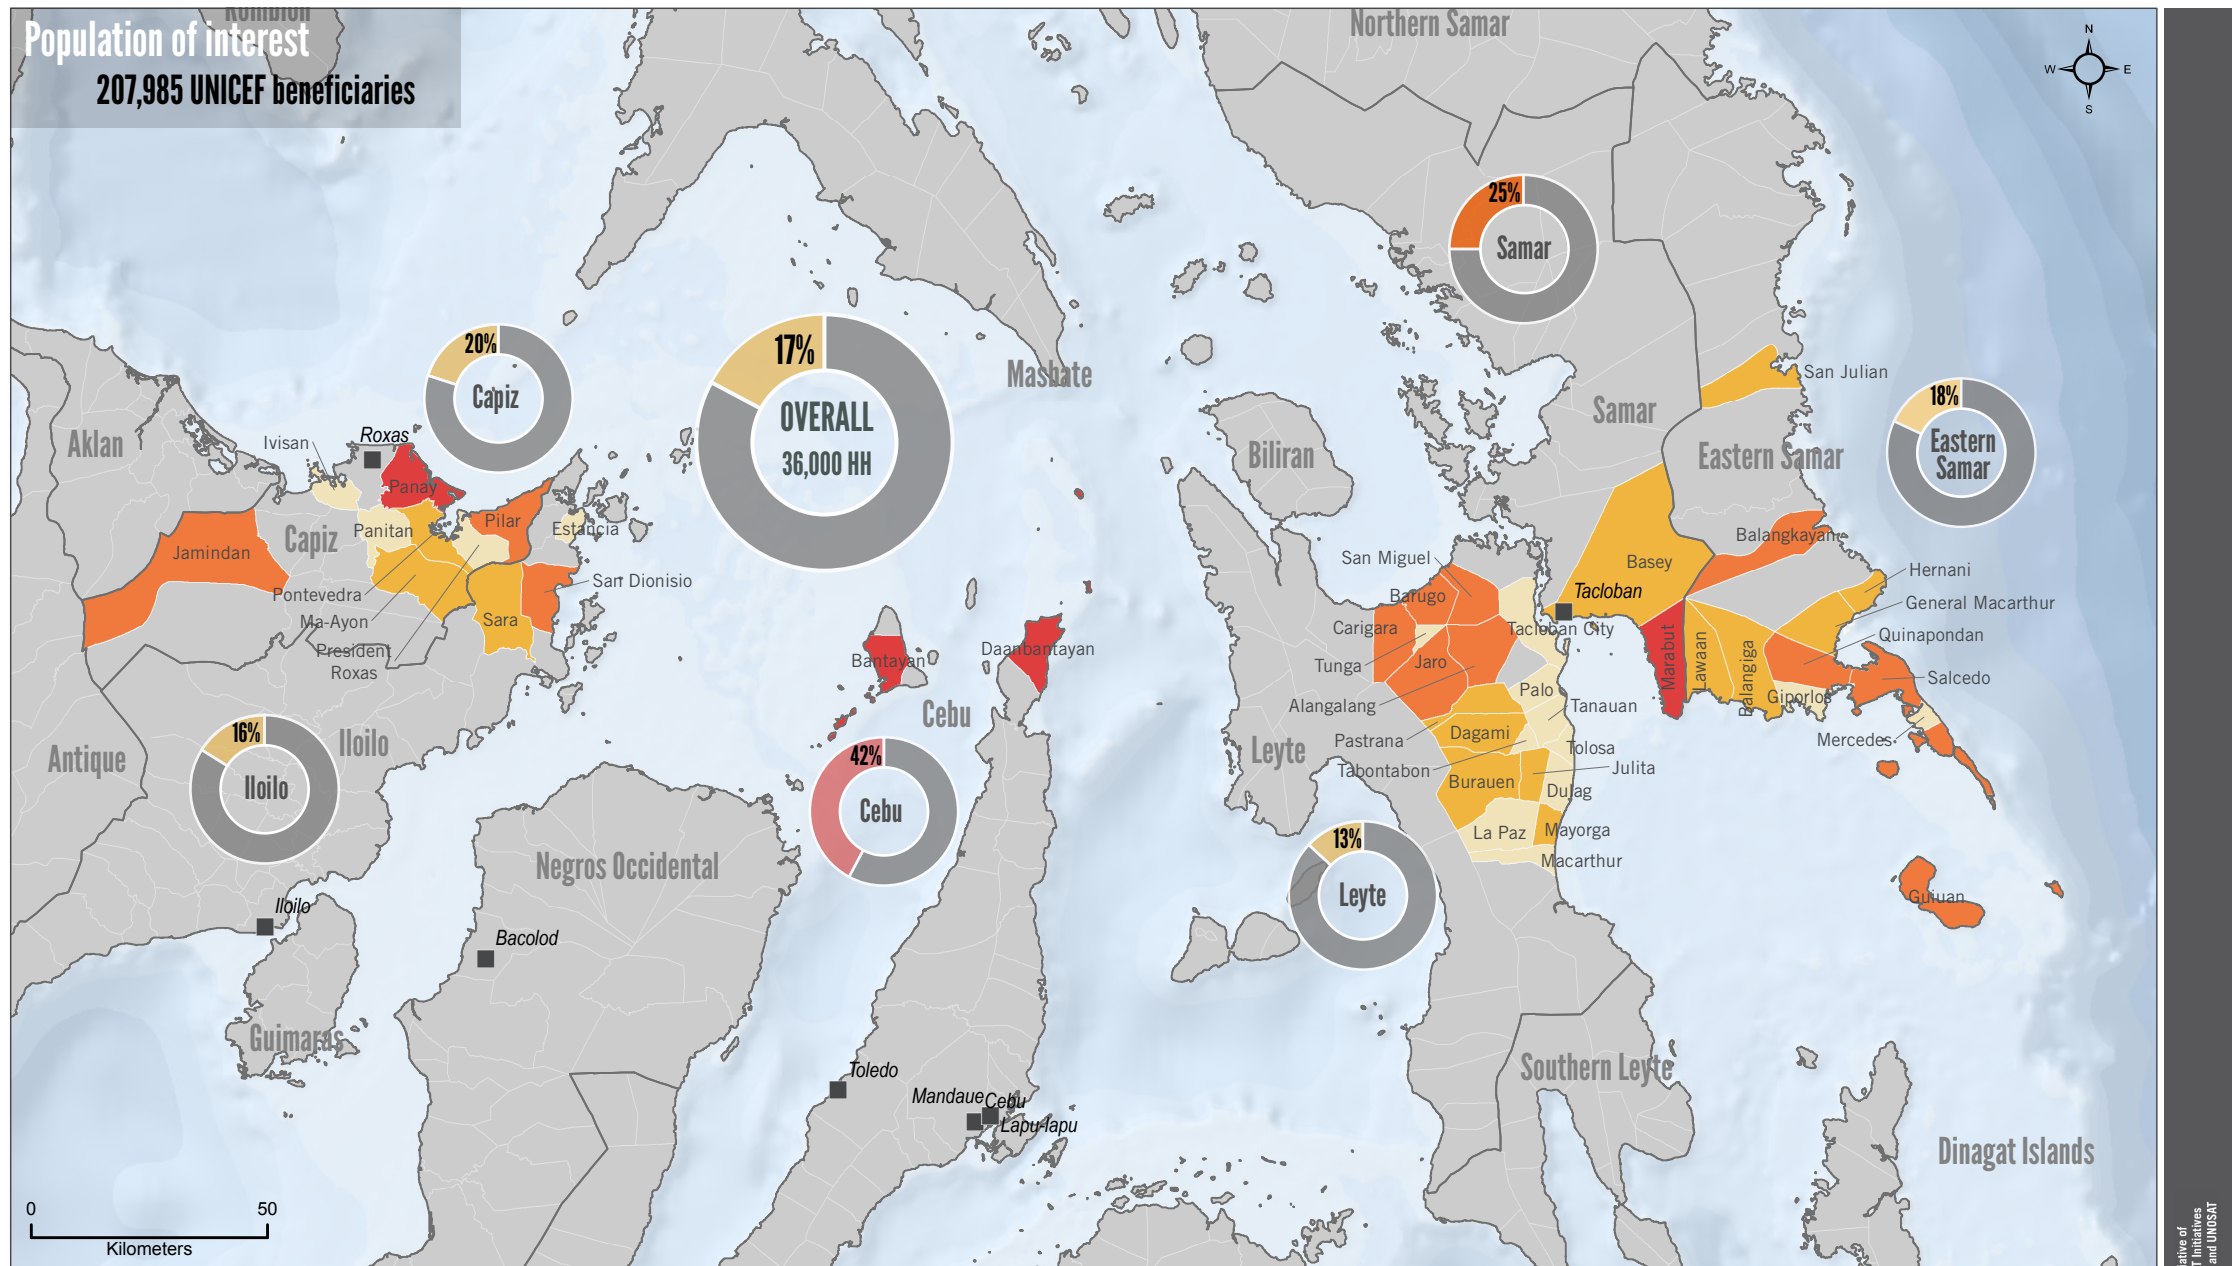 Romblon
Population of interest
207,985 UNICEF beneficiaries
Northern Samar
N
W
E
S
25%
Samar
20%
Capiz
17%
OVERALL
36,000 HH
Masbate
San Julian
18%
Eastern
Samar
Samar
Eastern Samar
Biliran
Aklan
Ivisan
Roxas
Panay
Capiz
Panitan
Pilar
Estancia
Jamindan
Pontevedra
San Dionisio
Ma-Ayon
Sara
President
Roxas
Balangkayan
Basey
Tacloban
Hernani
General Macarthur
Quinapondan
Salcedo
Marabut
Lawaan
Balangiga
Giporlos
Mercedes
Guiuan
San Miguel
Barugo
Carigara
Tacloban City
Tunga
Jaro
Alangalang
Palo
Tanauan
Pastrana
Dagami
Tolosa
Tabontabon
Julita
Burauen
Dulag
La Paz
Mayorga
Macarthur
Leyte
13%
Leyte
Bantayan
Daanbantayan
Cebu
42%
Cebu
Antique
16%
Iloilo
Iloilo
Negros Occidental
Iloilo
Bacolod
Guimaras
Toledo
Mandaue
Cebu
Lapu-lapu
Southern Leyte
Dinagat Islands
0
50
Kilometers
T Initiatives
and UNOSAT